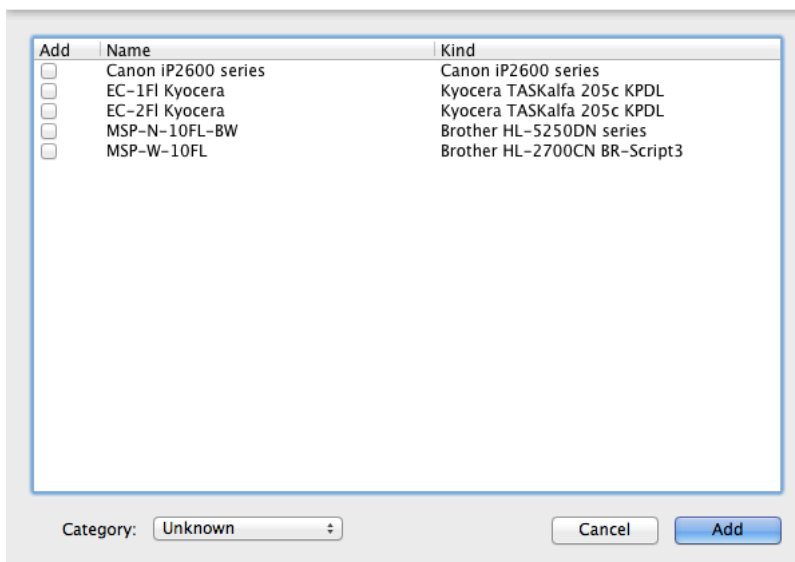 Add Name Kind
Canon iP2600 series Canon iP2600 series
EC-1Fl Kyocera Kyocera TASKalfa 205c KPDL
EC-2Fl Kyocera Kyocera TASKalfa 205c KPDL
MSP-N-10FL-BW Brother HL-5250DN series
MSP-W-10FL Brother HL-2700CN BR-Script3
Category: Unknown Cancel Add